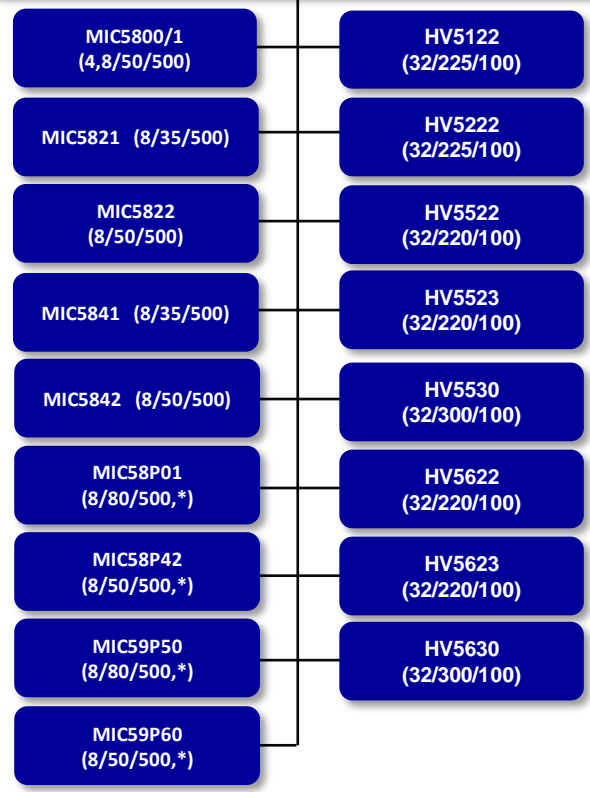 MIC5800/1
(4,8/50/500)
MIC5821 (8/35/500)
MIC5822
(8/50/500)
MIC5841 (8/35/500)
MIC5842 (8/50/500)
MIC58P01
(8/80/500,*)
MIC58P42
(8/50/500,*)
MIC59P50
(8/80/500,*)
MIC59P60
(8/50/500,*)
HV5122
(32/225/100)
HV5222
(32/225/100)
HV5522
(32/220/100)
HV5523
(32/220/100)
HV5530
(32/300/100)
HV5622
(32/220/100)
HV5623
(32/220/100)
HV5630
(32/300/100)